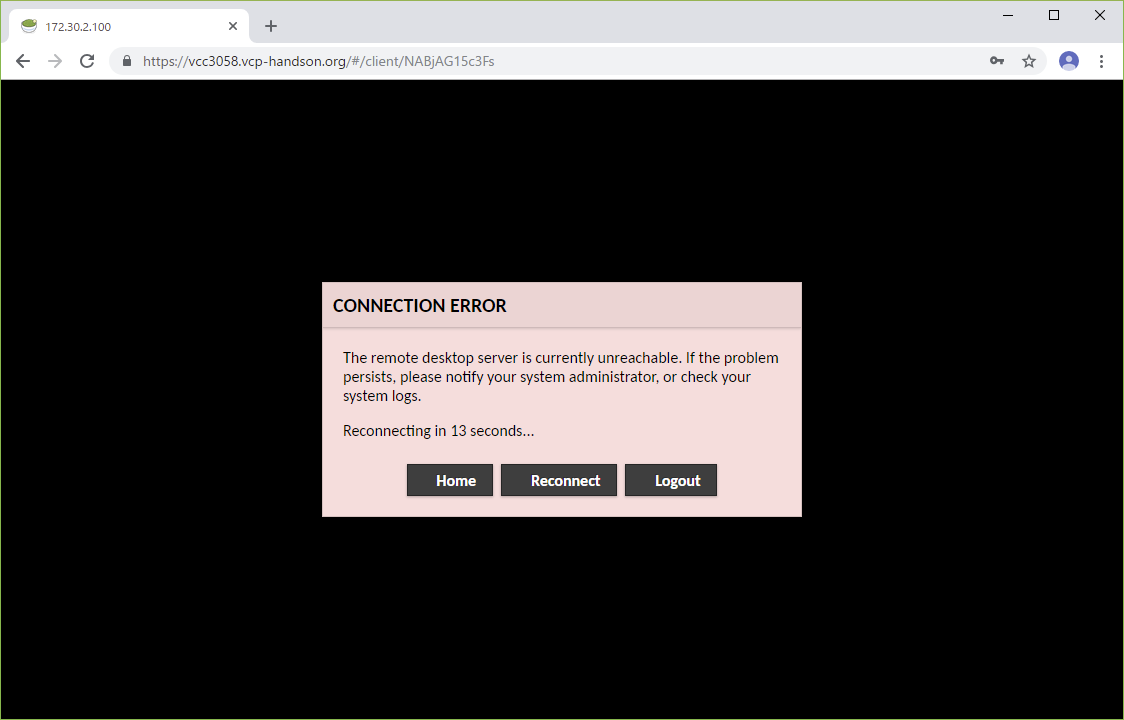 172.30.2.100
https://vcc3058.vcp-handson.org/#/client/NABjAG15c3Fs
CONNECTION ERROR
The remote desktop server is currently unreachable. If the problem
persists, please notify your system administrator, or check your
system logs.
Reconnecting in 13 seconds...
Home Reconnect Logout